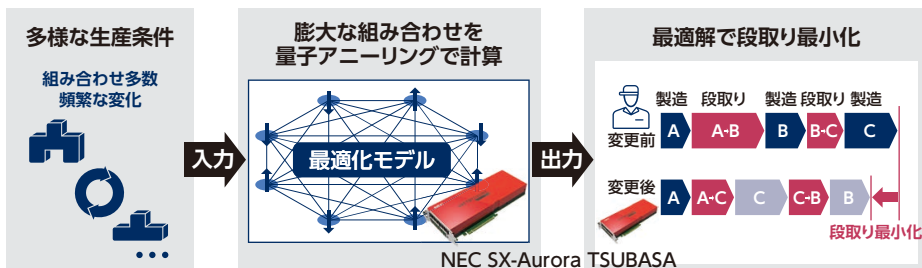 多様な生産条件
組み合わせ多数
頻繁な変化
入力
膨大な組み合わせを
量子アニーリングで計算
最適化モデル
NEC SX-Aurora TSUBASA
出力
最適解で段取り最小化
製造 段取り 製造 段取り 製造
変更前 A A-B B B-C C
変更後 A A-C C C-B B
段取り最小化